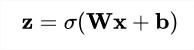 z = σ(Wx + b)